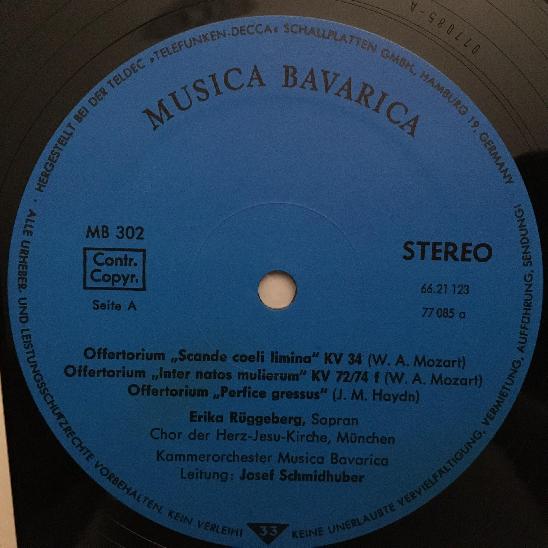 077085-A
HERGESTELLT BEI DER TELDEC »TELEFUNKEN-DECCA« SCHALLPLATTEN GMBH, HAMBURG 19, GERMANY
MUSICA BAVARICA
MB 302
Contr.
Copyr.
Seite A
STEREO
66.21 123
77 085 a
Offertorium „Scande coeli limina“ KV 34 (W. A. Mozart)
Offertorium „Inter natos mulierum“ KV 72/74 f (W. A. Mozart)
Offertorium „Perfice gressus“ (J. M. Haydn)
Erika Rüggeberg, Sopran
Chor der Herz-Jesu-Kirche, München
Kammerorchester Musica Bavarica
Leitung: Josef Schmidhuber
· ALLE URHEBER- UND LEISTUNGSSCHUTZRECHTE VORBEHALTEN. KEIN VERLEIH! 33 KEINE UNERLAUBTE VERVIELFÄLTIGUNG, VERMIETUNG, AUFFÜHRUNG, SENDUNG! ·